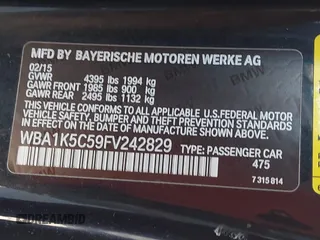 MFD BY BAYERISCHE MOTOREN WERKE AG
02/15
GVWR 4395 lbs 1994 kg
GAWR FRONT 1985 lbs 900 kg
GAWR REAR 2495 lbs 1132 kg
THIS VEHICLE CONFORMS TO ALL APPLICABLE
U.S. FEDERAL MOTOR VEHICLE SAFETY, BUMPER
AND THEFT PREVENTION STANDARDS IN EFFECT
ON THE DATE OF MANUFACTURE SHOWN ABOVE.
WBA1K5C59FV242829 TYPE: PASSENGER CAR
475
7 315 814
© DREAMBID